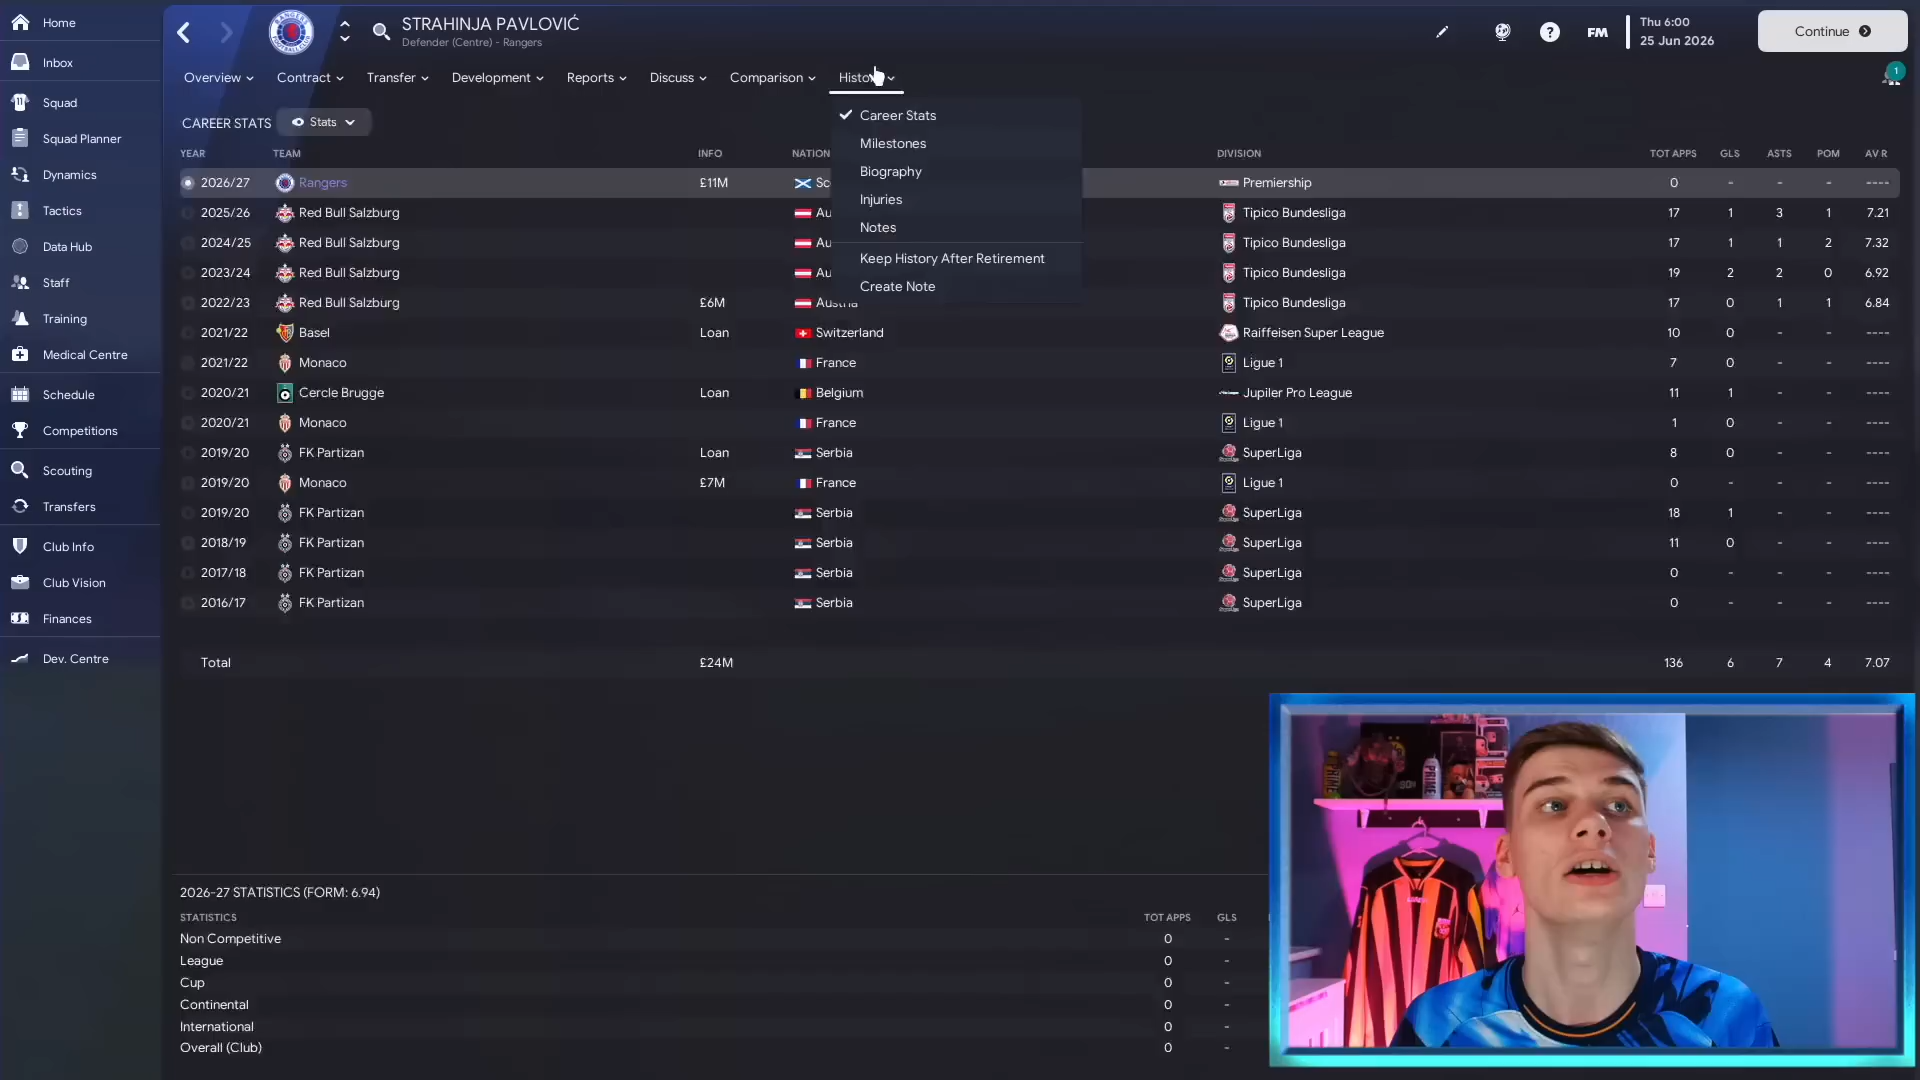 Home
Inbox
Squad
Squad Planner
Dynamics
Tactics
Data Hub
Staff
Training
Medical Centre
Schedule
Competitions
Scouting
Transfers
Club Info
Club Vision
Finances
Dev. Centre
STRAHINJA PAVLOVIĆ
Defender (Centre) - Rangers
FM
Thu 6:00
25 Jun 2026
Continue
1
Overview Contract Transfer Development Reports Discuss Comparison
CAREER STATS Stats
Career Stats
Milestones
Biography
Injuries
Notes
Keep History After Retirement
Create Note
YEAR TEAM INFO NATION DIVISION TOT APPS GLS ASTS POM AV R
2026/27 Rangers £11M Sc Premiership 0 - - - ----
2025/26 Red Bull Salzburg Au Tipico Bundesliga 17 1 3 1 7.21
2024/25 Red Bull Salzburg Au Tipico Bundesliga 17 1 1 2 7.32
2023/24 Red Bull Salzburg Au Tipico Bundesliga 19 2 2 0 6.92
2022/23 Red Bull Salzburg £6M Austria Tipico Bundesliga 17 0 1 1 6.84
2021/22 Basel Loan Switzerland Raiffeisen Super League 10 0 - - ----
2021/22 Monaco France Ligue 1 7 0 - - ----
2020/21 Cercle Brugge Loan Belgium Jupiler Pro League 11 1 - - ----
2020/21 Monaco France Ligue 1 1 0 - - ----
2019/20 FK Partizan Loan Serbia SuperLiga 8 0 - - ----
2019/20 Monaco £7M France Ligue 1 0 - - - ----
2019/20 FK Partizan Serbia SuperLiga 18 1 - - ----
2018/19 FK Partizan Serbia SuperLiga 11 0 - - ----
2017/18 FK Partizan Serbia SuperLiga 0 - - - ----
2016/17 FK Partizan Serbia SuperLiga 0 - - - ----
Total £24M 136 6 7 4 7.07
2026-27 STATISTICS (FORM: 6.94)
STATISTICS TOT APPS GLS
Non Competitive 0 -
League 0 -
Cup 0 -
Continental 0 -
International 0 -
Overall (Club) 0 -
PRIME
PRIME